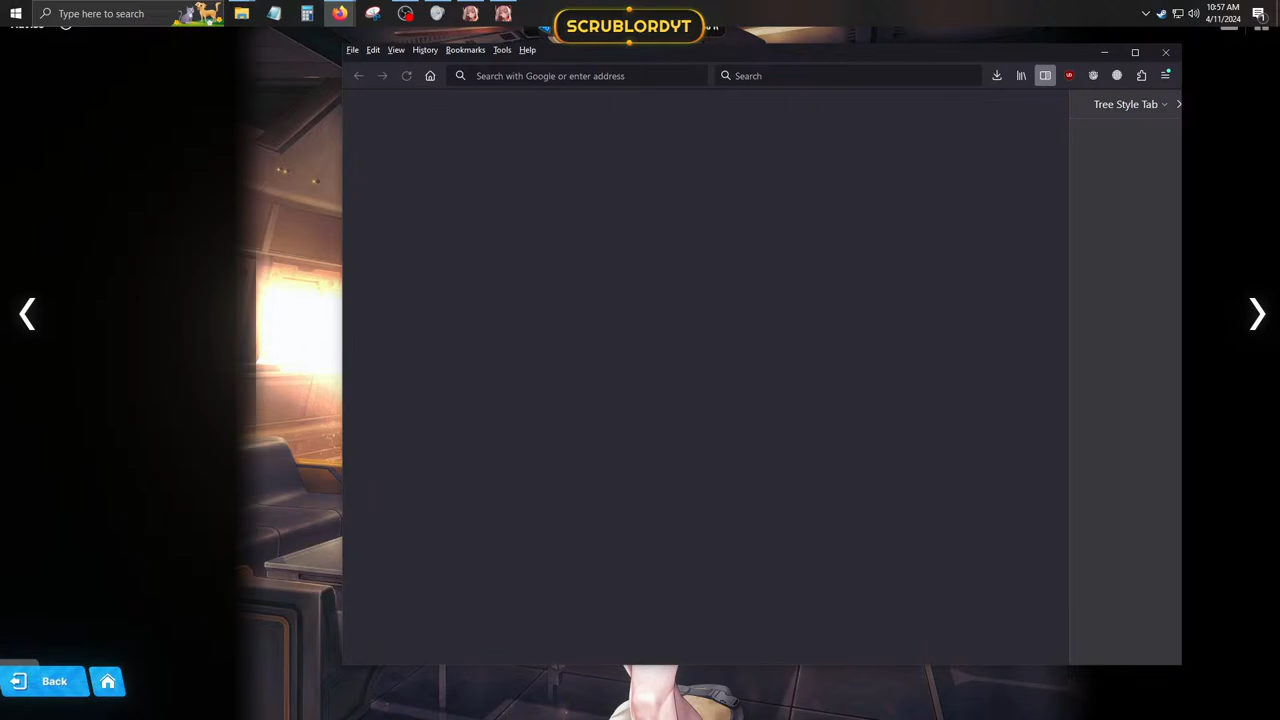 Type here to search
10:57 AM
4/11/2024
SCRUBLORDYT
File Edit View History Bookmarks Tools Help
Search with Google or enter address
Search
Tree Style Tab
Back